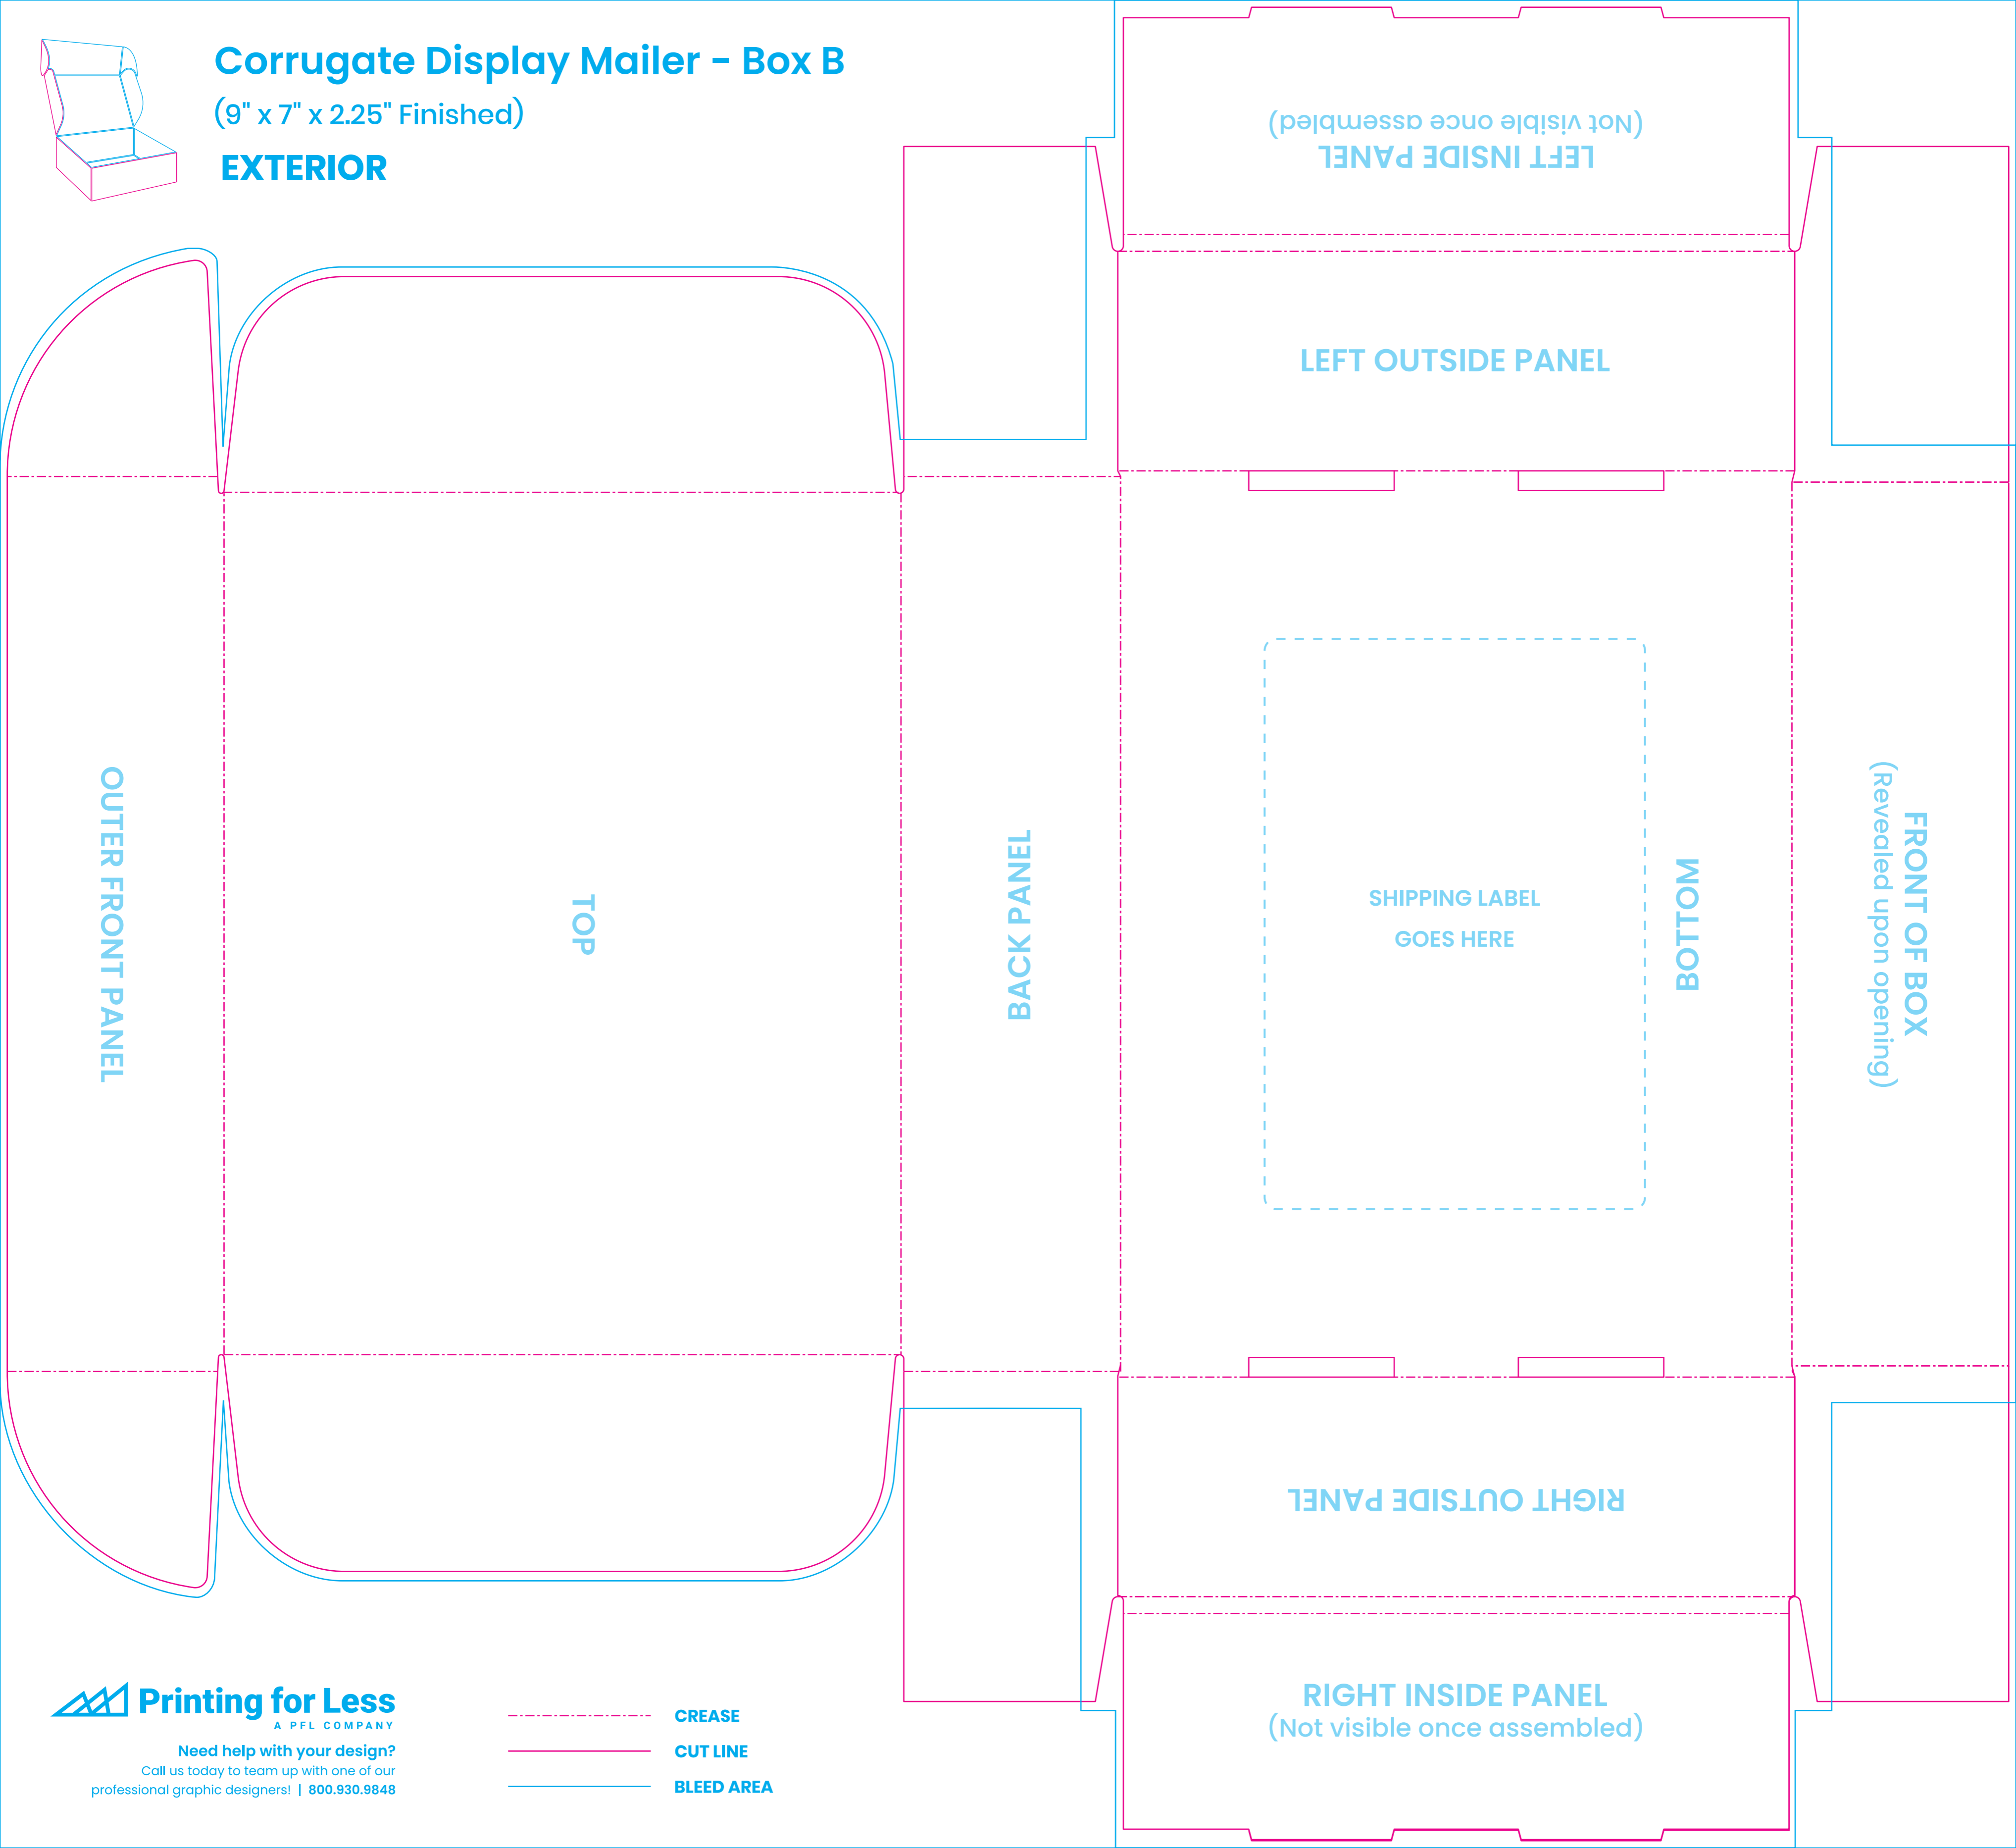 Corrugate Display Mailer - Box B
(9" x 7" x 2.25" Finished)
EXTERIOR
LEFT INSIDE PANEL
(Not visible once assembled)
LEFT OUTSIDE PANEL
OUTER FRONT PANEL
TOP
BACK PANEL
SHIPPING LABEL
GOES HERE
BOTTOM
FRONT OF BOX
(Revealed upon opening)
RIGHT OUTSIDE PANEL
RIGHT INSIDE PANEL
(Not visible once assembled)
Printing for Less
A PFL COMPANY
Need help with your design?
Call us today to team up with one of our
professional graphic designers! | 800.930.9848
CREASE
CUT LINE
BLEED AREA